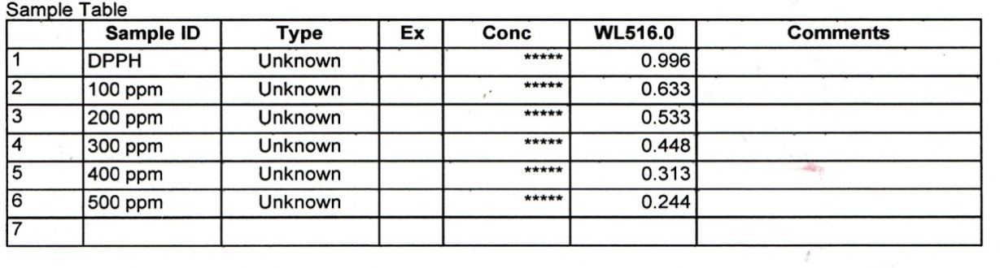 Sample Table
Sample ID Type Ex Conc WL516.0 Comments
1 DPPH Unknown ***** 0.996
2 100 ppm Unknown ***** 0.633
3 200 ppm Unknown ***** 0.533
4 300 ppm Unknown ***** 0.448
5 400 ppm Unknown ***** 0.313
6 500 ppm Unknown ***** 0.244
7